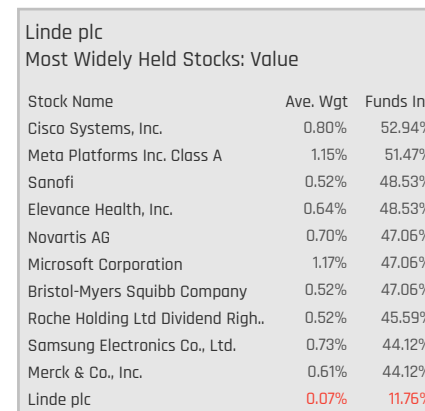 Linde plc
Most Widely Held Stocks: Value
Stock Name Ave. Wgt Funds In
Cisco Systems, Inc. 0.80% 52.94%
Meta Platforms Inc. Class A 1.15% 51.47%
Sanofi 0.52% 48.53%
Elevance Health, Inc. 0.64% 48.53%
Novartis AG 0.70% 47.06%
Microsoft Corporation 1.17% 47.06%
Bristol-Myers Squibb Company 0.52% 47.06%
Roche Holding Ltd Dividend Righ.. 0.52% 45.59%
Samsung Electronics Co., Ltd. 0.73% 44.12%
Merck & Co., Inc. 0.61% 44.12%
Linde plc 0.07% 11.76%